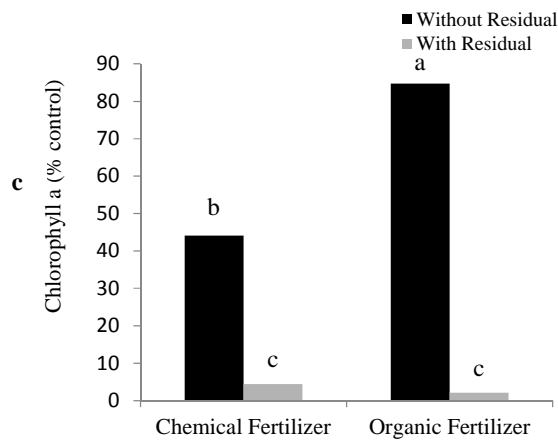 Without Residual
With Residual
c
Chlorophyll a (% control)
90
80
70
60
50
40
30
20
10
0
a
b
c
c
Chemical Fertilizer
Organic Fertilizer